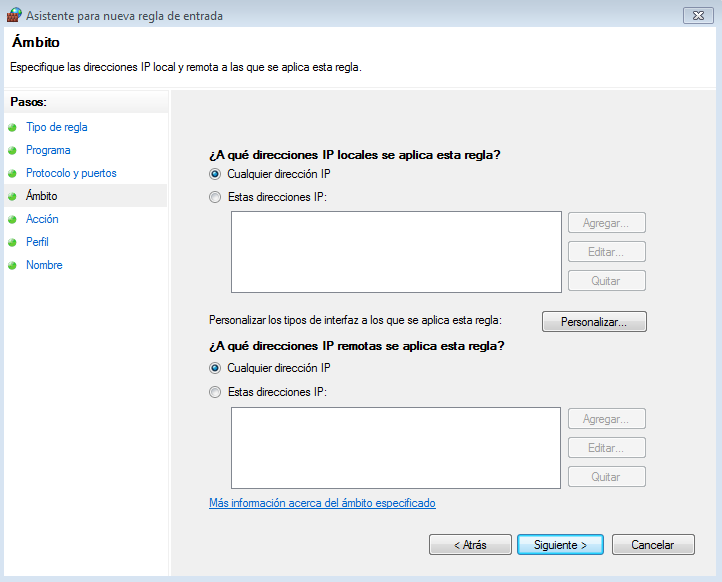 Asistente para nueva regla de entrada
Ámbito
Especifique las direcciones IP local y remota a las que se aplica esta regla.
Pasos:
Tipo de regla
Programa
Protocolo y puertos
Ámbito
Acción
Perfil
Nombre
¿A qué direcciones IP locales se aplica esta regla?
Cualquier dirección IP
Estas direcciones IP:
Agregar...
Editar...
Quitar
Personalizar los tipos de interfaz a los que se aplica esta regla:
Personalizar...
¿A qué direcciones IP remotas se aplica esta regla?
Cualquier dirección IP
Estas direcciones IP:
Agregar...
Editar...
Quitar
Más información acerca del ámbito especificado
< Atrás
Siguiente >
Cancelar